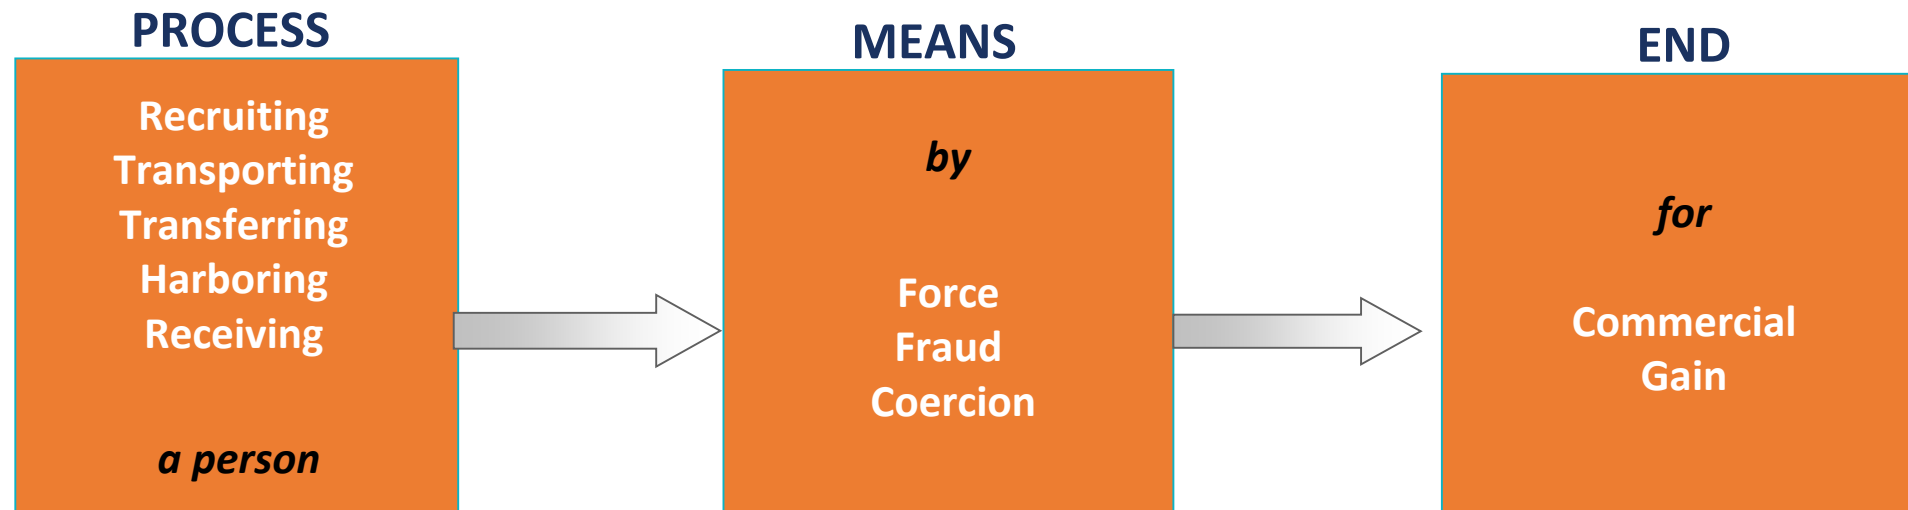 PROCESS
Recruiting
Transporting
Transferring
Harboring
Receiving
a person
MEANS
by
Force
Fraud
Coercion
END
for
Commercial
Gain